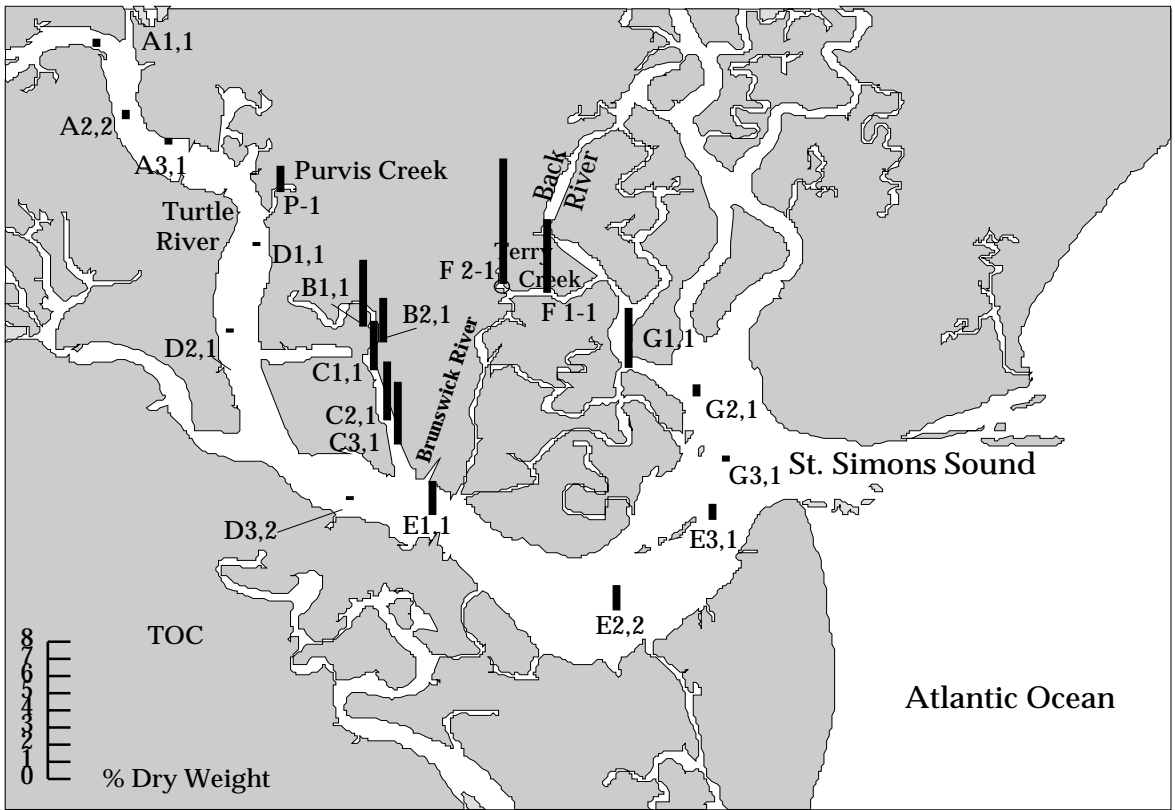 A1,1
A2,2
A3,1
Purvis Creek
P-1
Turtle
River
D1,1
Back
River
Terry
Creek
F 2-1
F 1-1
B1,1
B2,1
D2,1
C1,1
G1,1
Brunswick River
C2,1
C3,1
G2,1
St. Simons Sound
G3,1
D3,2
E1,1
E3,1
E2,2
TOC
8
7
6
5
4
3
2
1
0
% Dry Weight
Atlantic Ocean